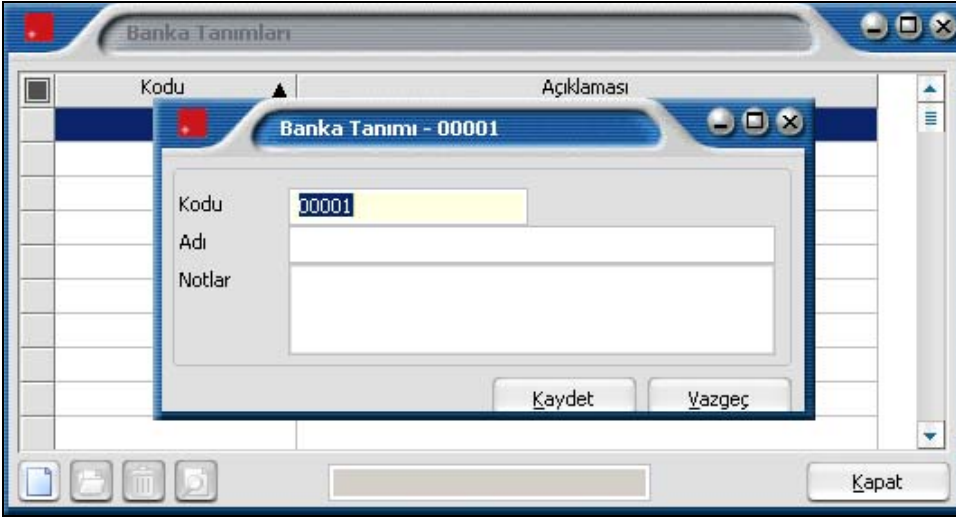 Banka Tanımları
Kodu Açıklaması
Banka Tanımı - 00001
Kodu 00001
Adı
Notlar
Kaydet Vazgeç
Kapat